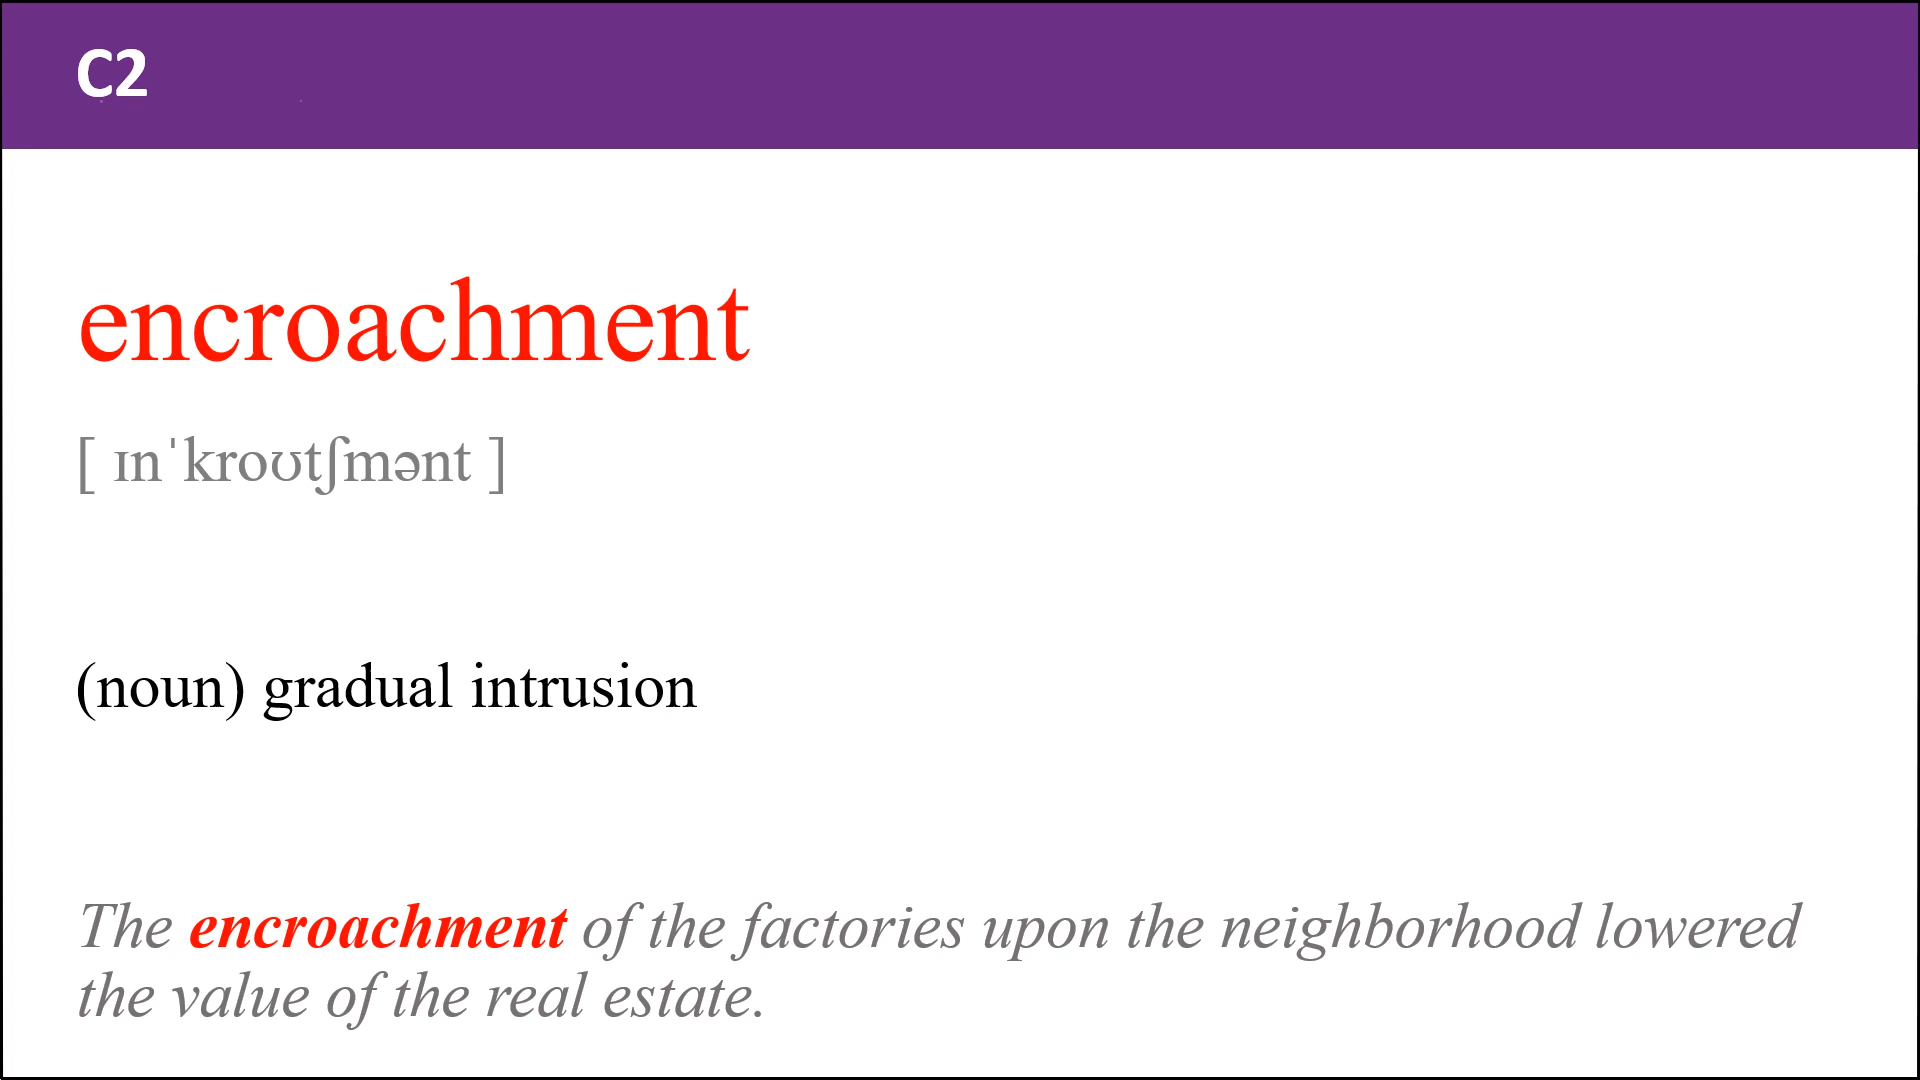 C2
encroachment
[ ɪnˈkroʊtʃmənt ]
(noun) gradual intrusion
The encroachment of the factories upon the neighborhood lowered
the value of the real estate.